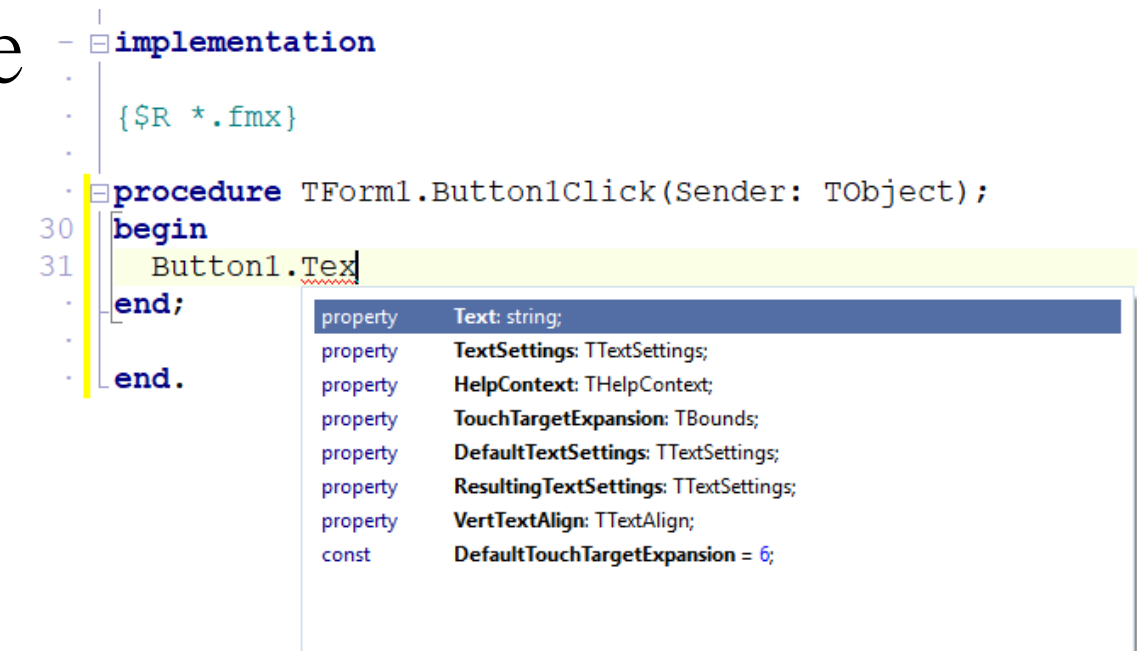 e
implementation
{$R *.fmx}
procedure TForm1.Button1Click(Sender: TObject);
30 begin
31 Button1.Tex
end;
end.
property Text: string;
property TextSettings: TTextSettings;
property HelpContext: THelpContext;
property TouchTargetExpansion: TBounds;
property DefaultTextSettings: TTextSettings;
property ResultingTextSettings: TTextSettings;
property VertTextAlign: TTextAlign;
const DefaultTouchTargetExpansion = 6;